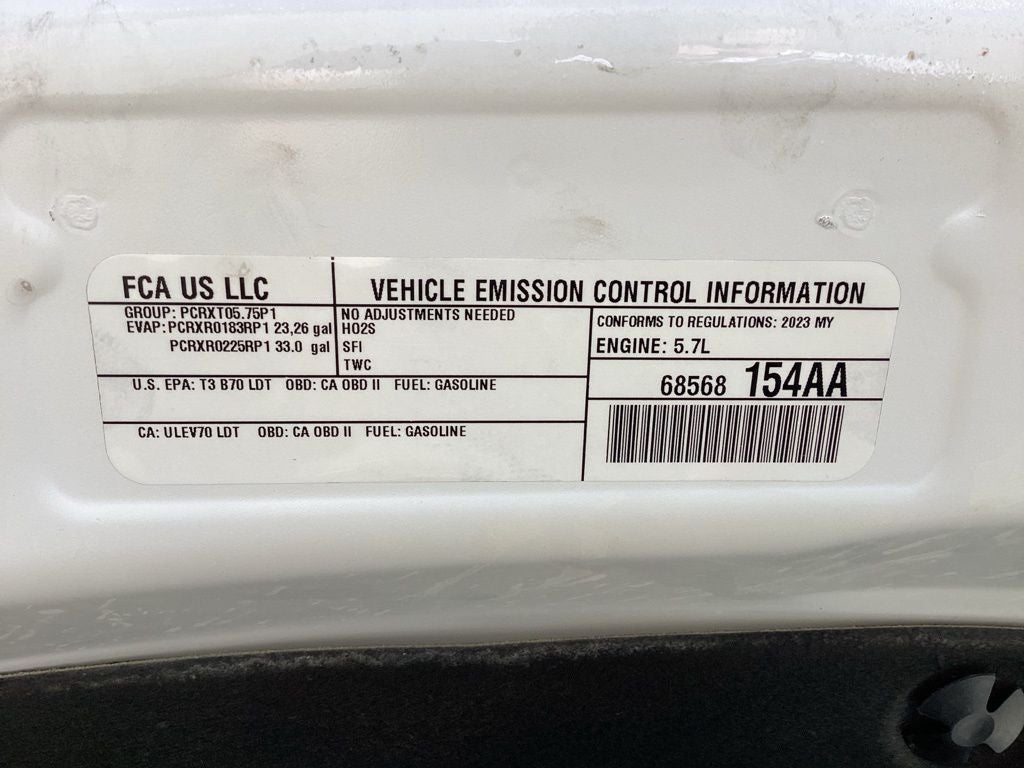 FCA US LLC
VEHICLE EMISSION CONTROL INFORMATION
GROUP: PCRXT05.75P1
EVAP: PCRXR0183RP1 23,26 gal
PCRXR0225RP1 33.0 gal
NO ADJUSTMENTS NEEDED
HO2S
SFI
TWC
CONFORMS TO REGULATIONS: 2023 MY
ENGINE: 5.7L
U.S. EPA: T3 B70 LDT OBD: CA OBD II FUEL: GASOLINE
68568 154AA
CA: ULEV70 LDT OBD: CA OBD II FUEL: GASOLINE